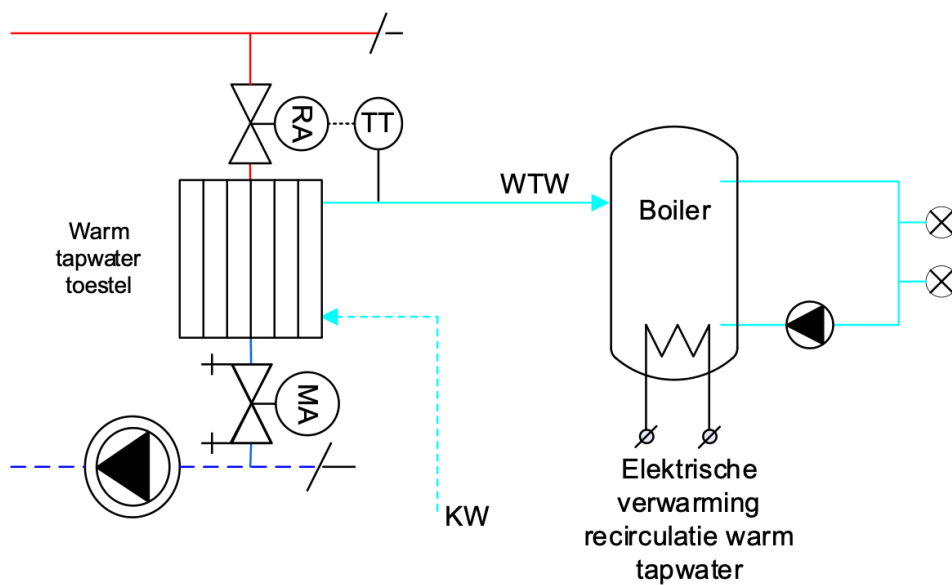 RA
TT
WTW
Boiler
Warm
tapwater
toestel
MA
KW
Elektrische
verwarming
recirculatie warm
tapwater